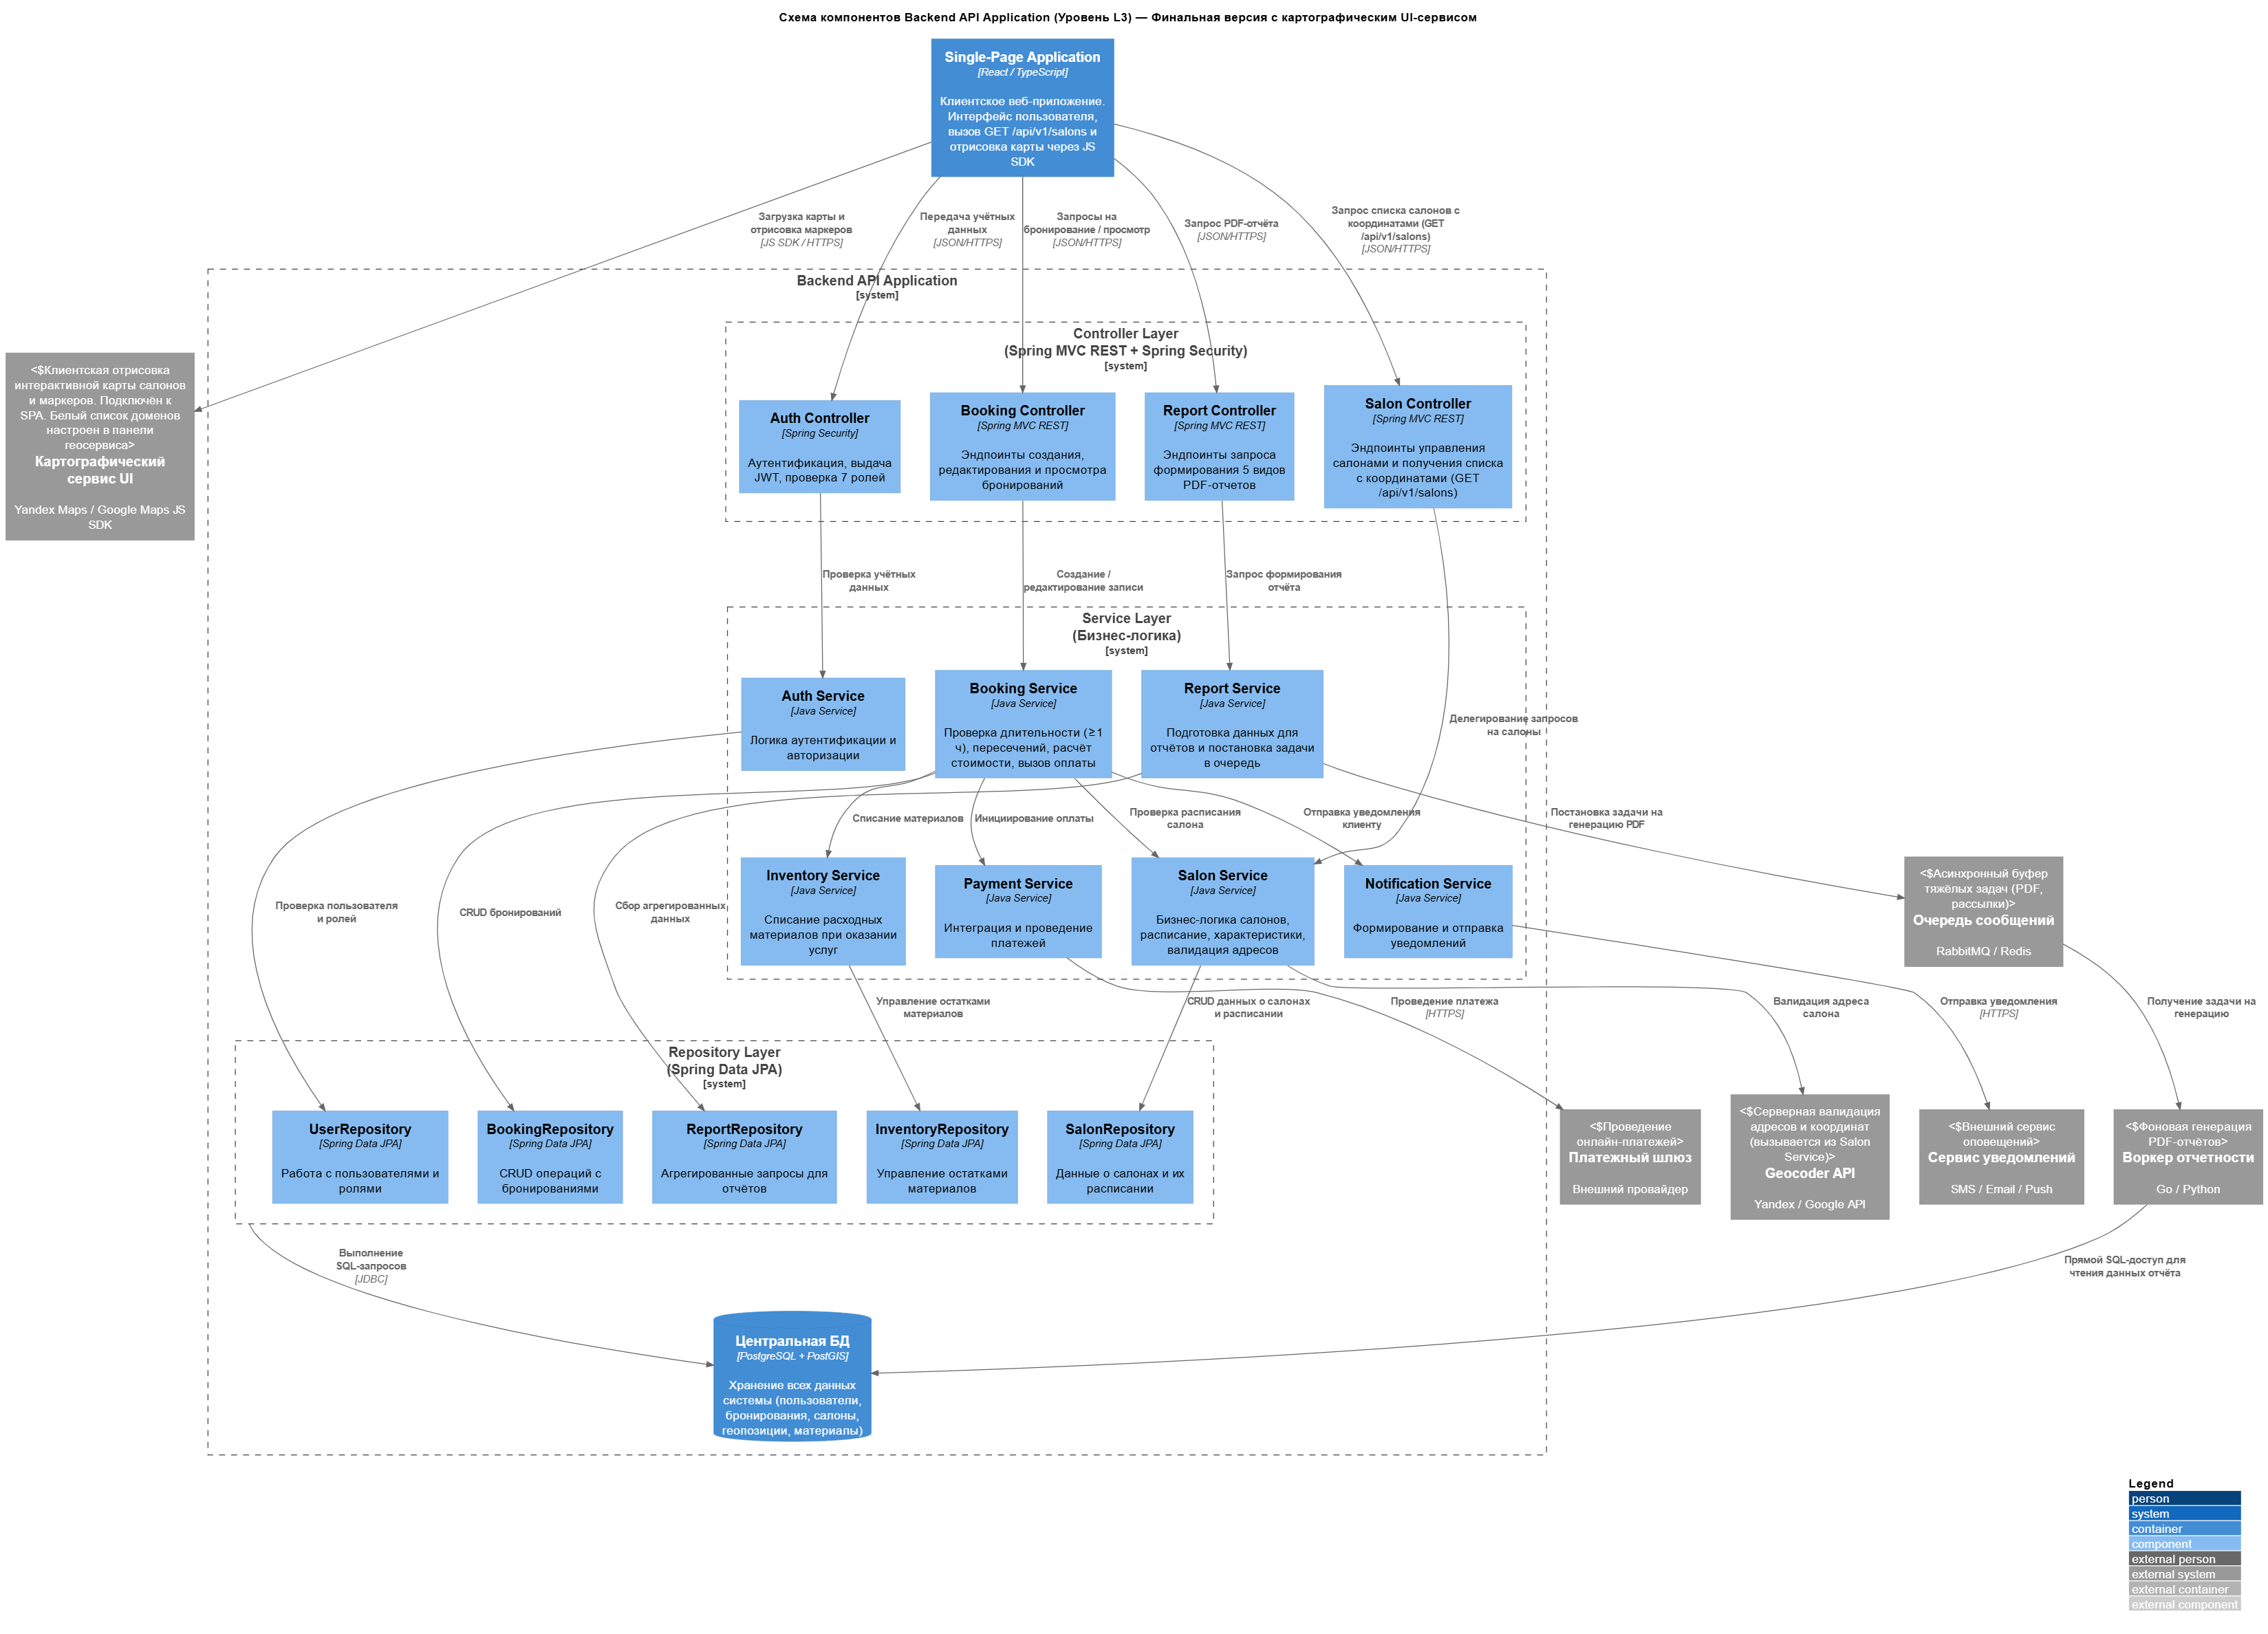 Схема компонентов Backend API Application (Уровень L3) — Финальная версия с картографическим UI-сервисом
Single-Page Application
[React / TypeScript]
Клиентское веб-приложение.
Интерфейс пользователя,
вызов GET /api/v1/salons и
отрисовка карты через JS
SDK
Загрузка карты и
отрисовка маркеров
[JS SDK / HTTPS]
Передача учётных
данных
[JSON/HTTPS]
Запросы на
бронирование / просмотр
[JSON/HTTPS]
Запрос PDF-отчёта
[JSON/HTTPS]
Запрос списка салонов с
координатами (GET
/api/v1/salons)
[JSON/HTTPS]
Backend API Application
[system]
Controller Layer
(Spring MVC REST + Spring Security)
[system]
<$Клиентская отрисовка
интерактивной карты салонов
и маркеров. Подключён к
SPA. Белый список доменов
настроен в панели
геосервиса>
Картографический
сервис UI
Yandex Maps / Google Maps JS
SDK
Auth Controller
[Spring Security]
Аутентификация, выдача
JWT, проверка 7 ролей
Booking Controller
[Spring MVC REST]
Эндпоинты создания,
редактирования и просмотра
бронирований
Report Controller
[Spring MVC REST]
Эндпоинты запроса
формирования 5 видов
PDF-отчетов
Salon Controller
[Spring MVC REST]
Эндпоинты управления
салонами и получения списка
с координатами (GET
/api/v1/salons)
Проверка учётных
данных
Создание /
редактирование записи
Запрос формирования
отчёта
Service Layer
(Бизнес-логика)
[system]
Auth Service
[Java Service]
Логика аутентификации и
авторизации
Booking Service
[Java Service]
Проверка длительности (≥1
ч), пересечений, расчёт
стоимости, вызов оплаты
Report Service
[Java Service]
Подготовка данных для
отчётов и постановка задачи
в очередь
Делегирование запросов
на салоны
Списание материалов
Инициирование оплаты
Проверка расписания
салона
Отправка уведомления
клиенту
Постановка задачи на
генерацию PDF
Проверка пользователя
и ролей
CRUD бронирований
Сбор агрегированных
данных
Inventory Service
[Java Service]
Списание расходных
материалов при оказании
услуг
Payment Service
[Java Service]
Интеграция и проведение
платежей
Salon Service
[Java Service]
Бизнес-логика салонов,
расписание, характеристики,
валидация адресов
Notification Service
[Java Service]
Формирование и отправка
уведомлений
<$Асинхронный буфер
тяжёлых задач (PDF,
рассылки)>
Очередь сообщений
RabbitMQ / Redis
Управление остатками
материалов
CRUD данных о салонах
и расписании
Проведение платежа
[HTTPS]
Валидация адреса
салона
Отправка уведомления
[HTTPS]
Получение задачи на
генерацию
Repository Layer
(Spring Data JPA)
[system]
UserRepository
[Spring Data JPA]
Работа с пользователями и
ролями
BookingRepository
[Spring Data JPA]
CRUD операций с
бронированиями
ReportRepository
[Spring Data JPA]
Агрегированные запросы для
отчётов
InventoryRepository
[Spring Data JPA]
Управление остатками
материалов
SalonRepository
[Spring Data JPA]
Данные о салонах и их
расписании
<$Проведение
онлайн-платежей>
Платежный шлюз
Внешний провайдер
<$Серверная валидация
адресов и координат
(вызывается из Salon
Service)>
Geocoder API
Yandex / Google API
<$Внешний сервис
оповещений>
Сервис уведомлений
SMS / Email / Push
<$Фоновая генерация
PDF-отчётов>
Воркер отчетности
Go / Python
Выполнение
SQL-запросов
[JDBC]
Прямой SQL-доступ для
чтения данных отчёта
Центральная БД
[PostgreSQL + PostGIS]
Хранение всех данных
системы (пользователи,
бронирования, салоны,
геопозиции, материалы)
Legend
person
system
container
component
external person
external system
external container
external component